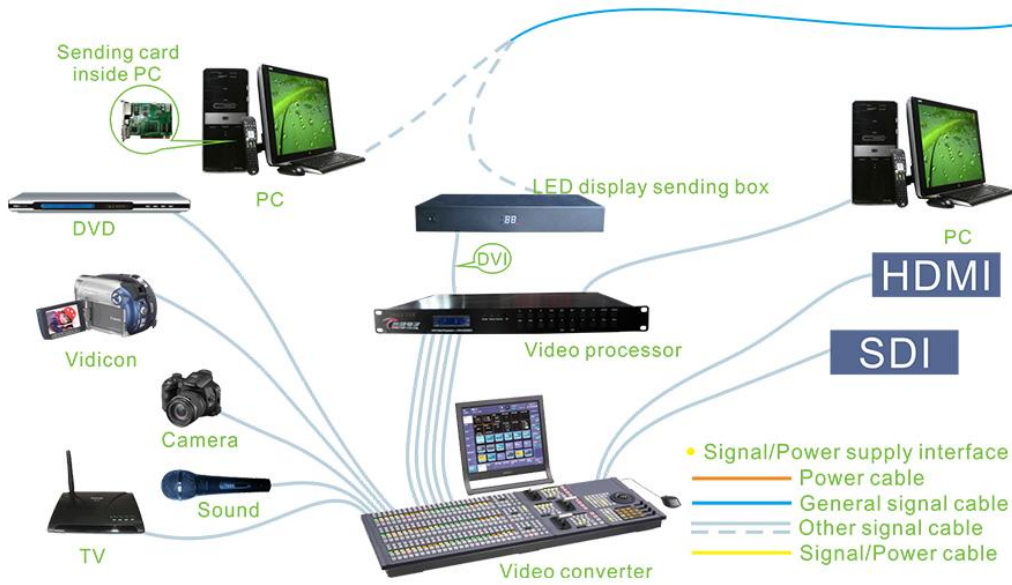 Sending card
inside PC
PC
LED display sending box
DVD
DVI
PC
HDMI
Vidicon
Video processor
SDI
Camera
Signal/Power supply interface
Power cable
Sound
General signal cable
Other signal cable
TV
Signal/Power cable
Video converter